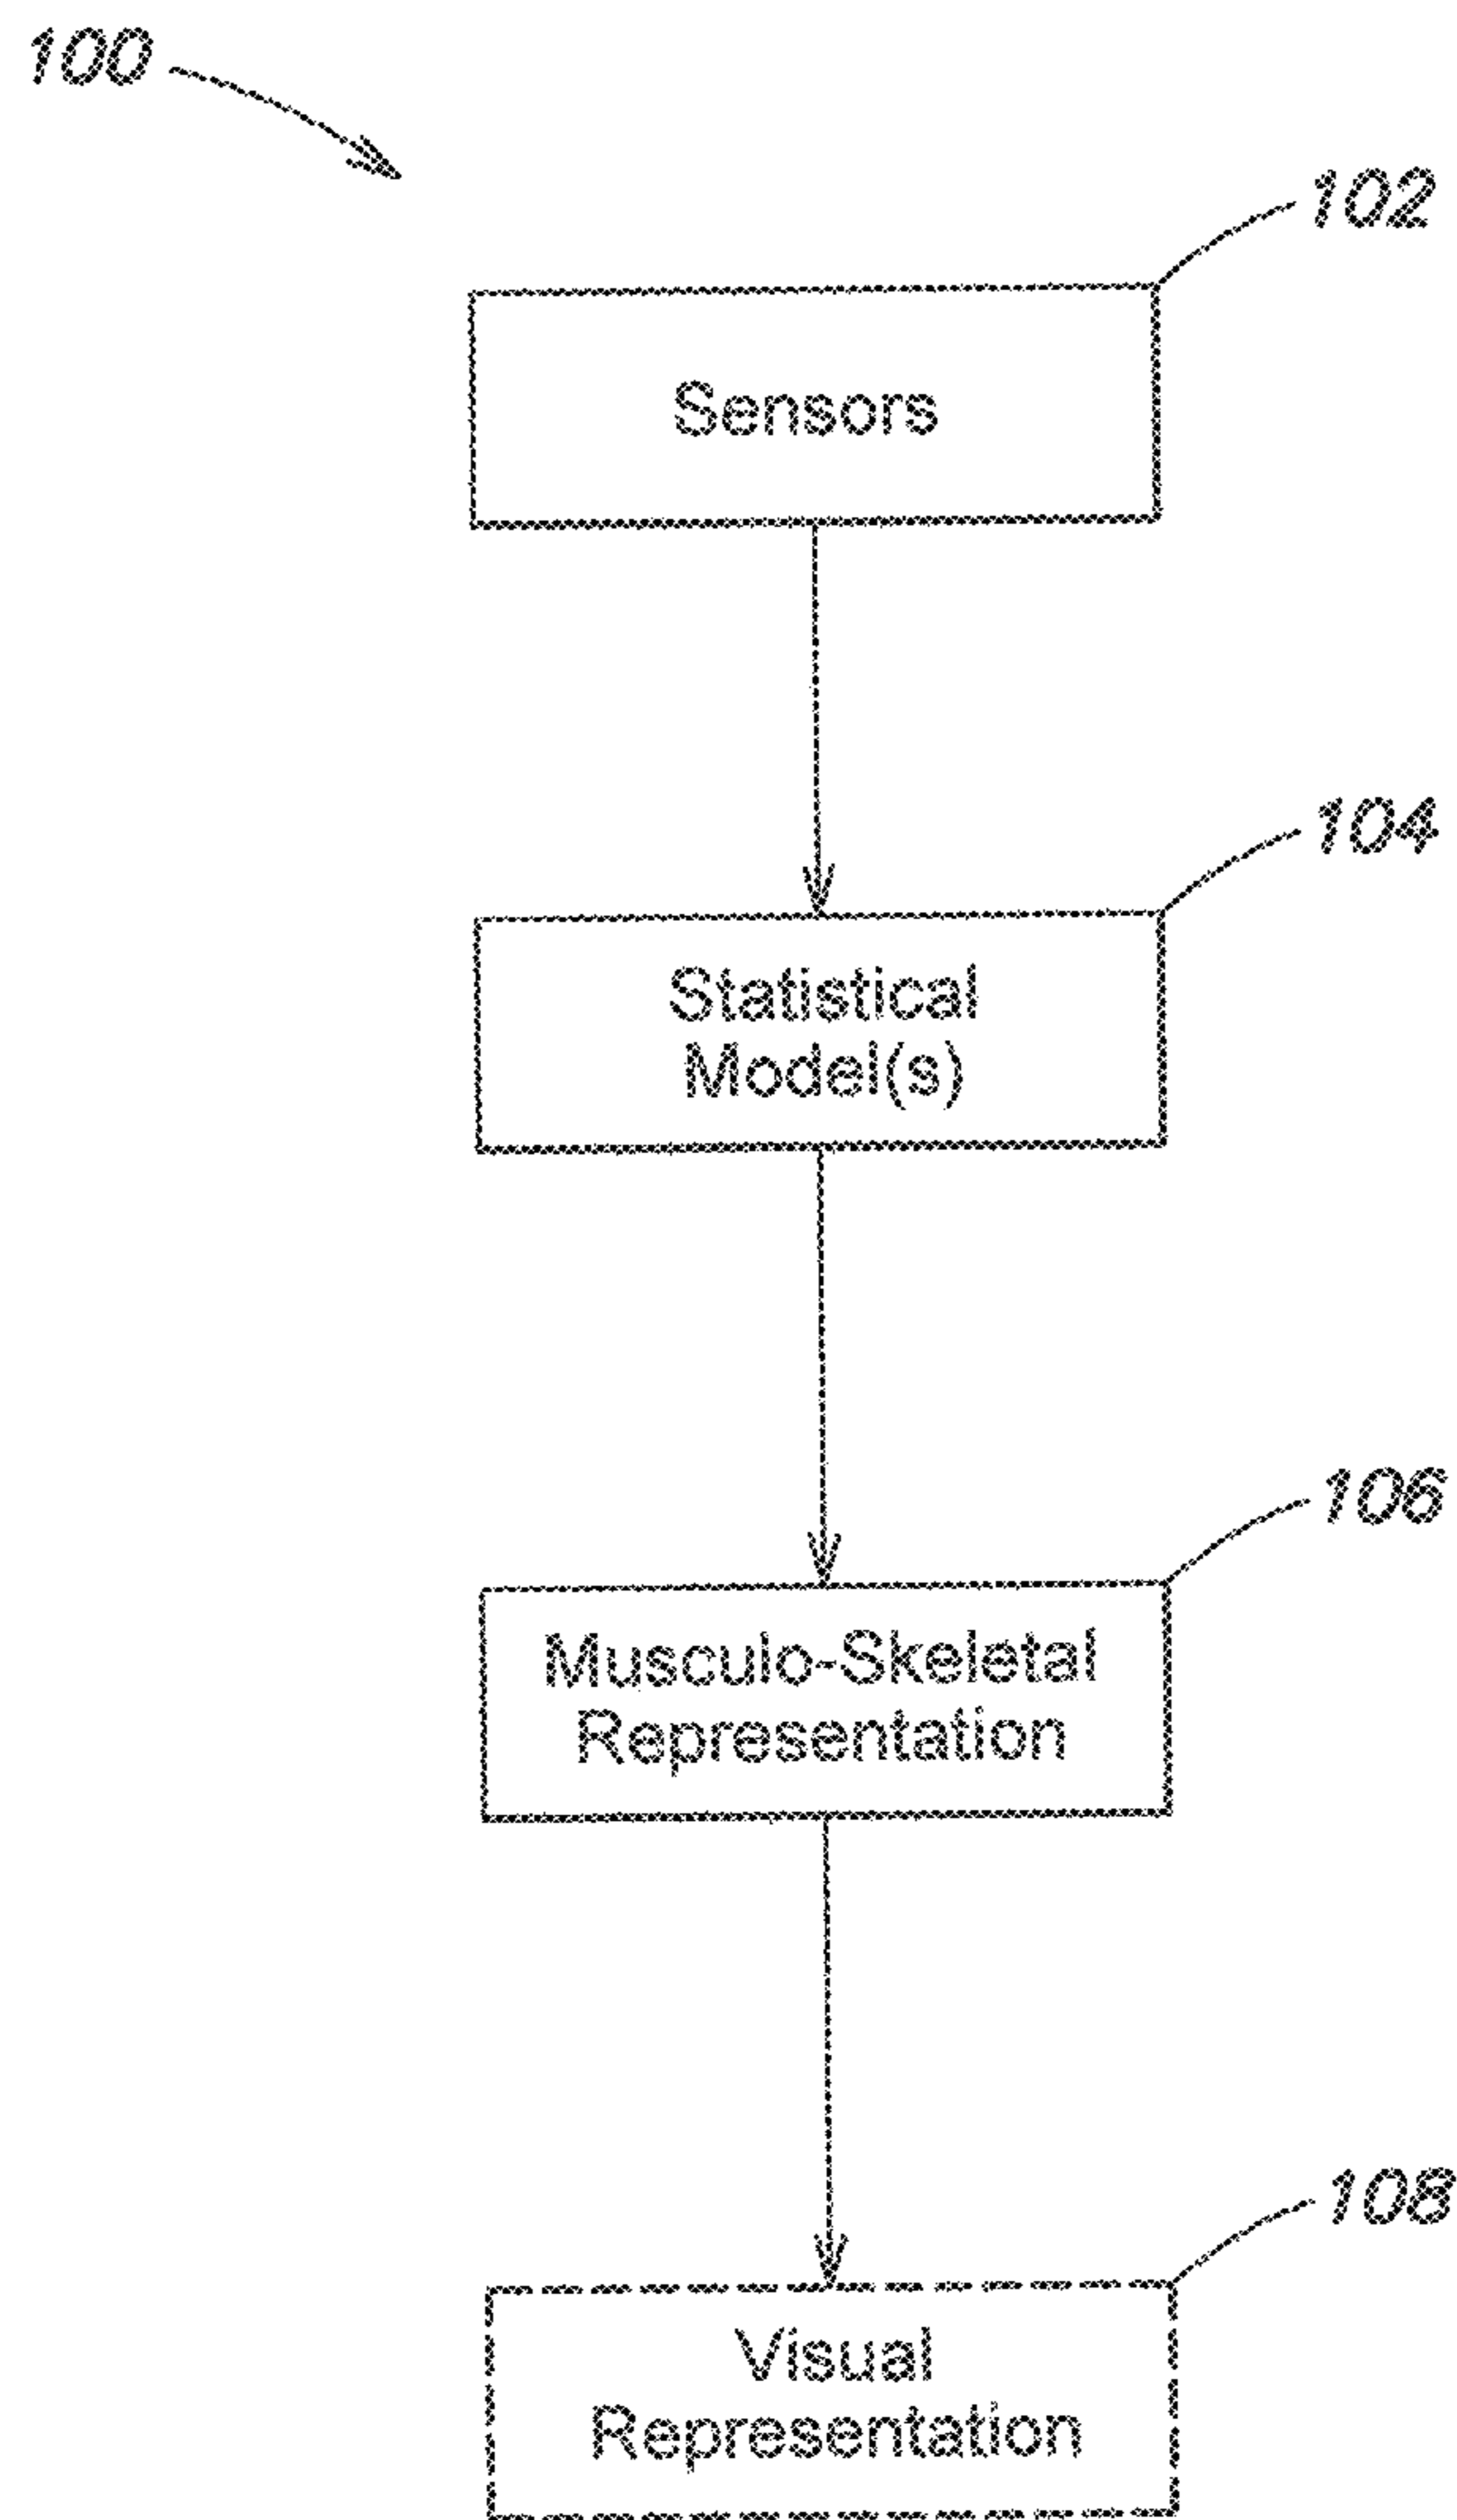 100
102
Sensors
104
Statistical
Model(s)
106
Musculo-Skeletal
Representation
108
Visual
Representation